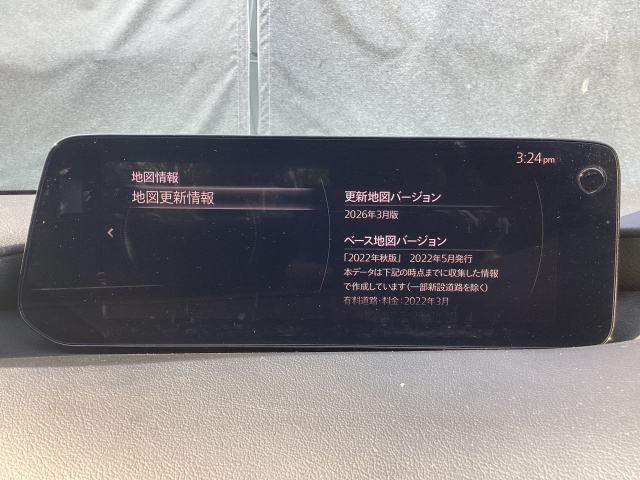 3:24 pm
地図情報
地図更新情報
更新地図バージョン
2026年3月版
ベース地図バージョン
「2022年秋版」 2022年5月発行
本データは下記の時点までに収集した情報
で作成しています(一部新設道路を除く)
有料道路・料金:2022年3月